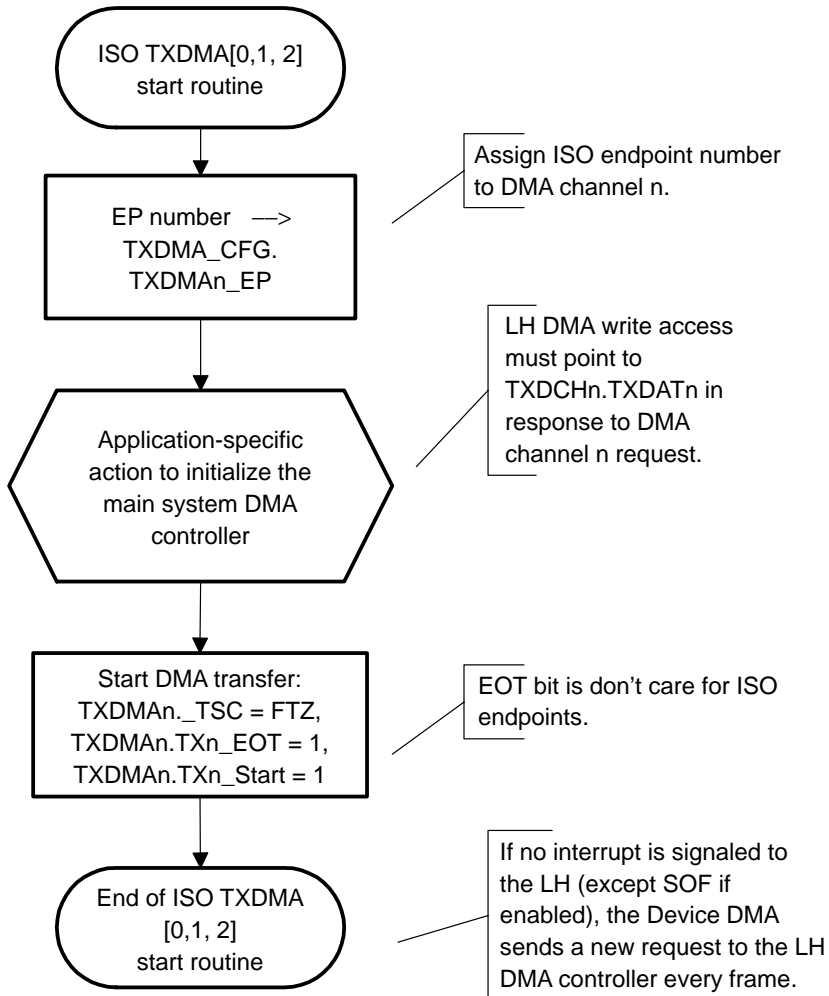 ISO TXDMA[0,1, 2]
start routine
Assign ISO endpoint number
to DMA channel n.
EP number —>
TXDMA_CFG.
TXDMAn_EP
LH DMA write access
must point to
TXDCHn.TXDATn in
response to DMA
channel n request.
Application-specific
action to initialize the
main system DMA
controller
Start DMA transfer:
TXDMAn._TSC = FTZ,
TXDMAn.TXn_EOT = 1,
TXDMAn.TXn_Start = 1
EOT bit is don’t care for ISO
endpoints.
End of ISO TXDMA
[0,1, 2]
start routine
If no interrupt is signaled to
the LH (except SOF if
enabled), the Device DMA
sends a new request to the LH
DMA controller every frame.